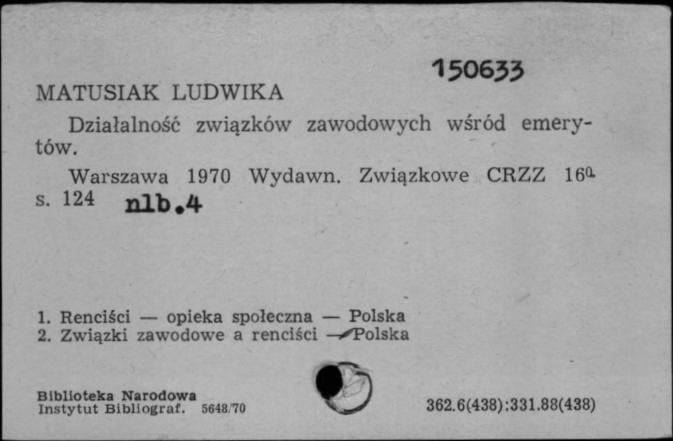 150633
MATUSIAK LUDWIKA
Działalność związków zawodowych wśród emery-
tów.
Warszawa 1970 Wydawn. Związkowe CRZZ 16ᵃ
s. 124 nlb.4
1. Renciści — opieka społeczna — Polska
2. Związki zawodowe a renciści — Polska
Biblioteka Narodowa
Instytut Bibliograf. 5648/70
362.6(438):331.88(438)